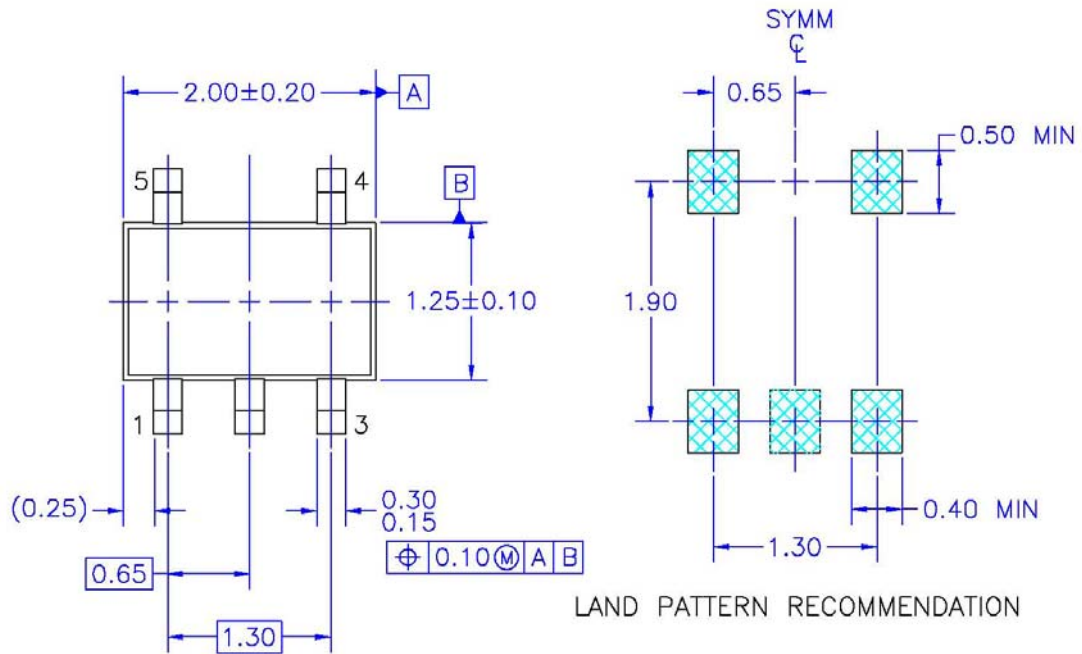 SYMM
℄
2.00±0.20
A
0.65
0.50 MIN
5
4
B
1.25±0.10
1.90
1
3
(0.25)
0.30
0.15
⌖ 0.10Ⓜ A B
0.40 MIN
0.65
1.30
1.30
LAND PATTERN RECOMMENDATION